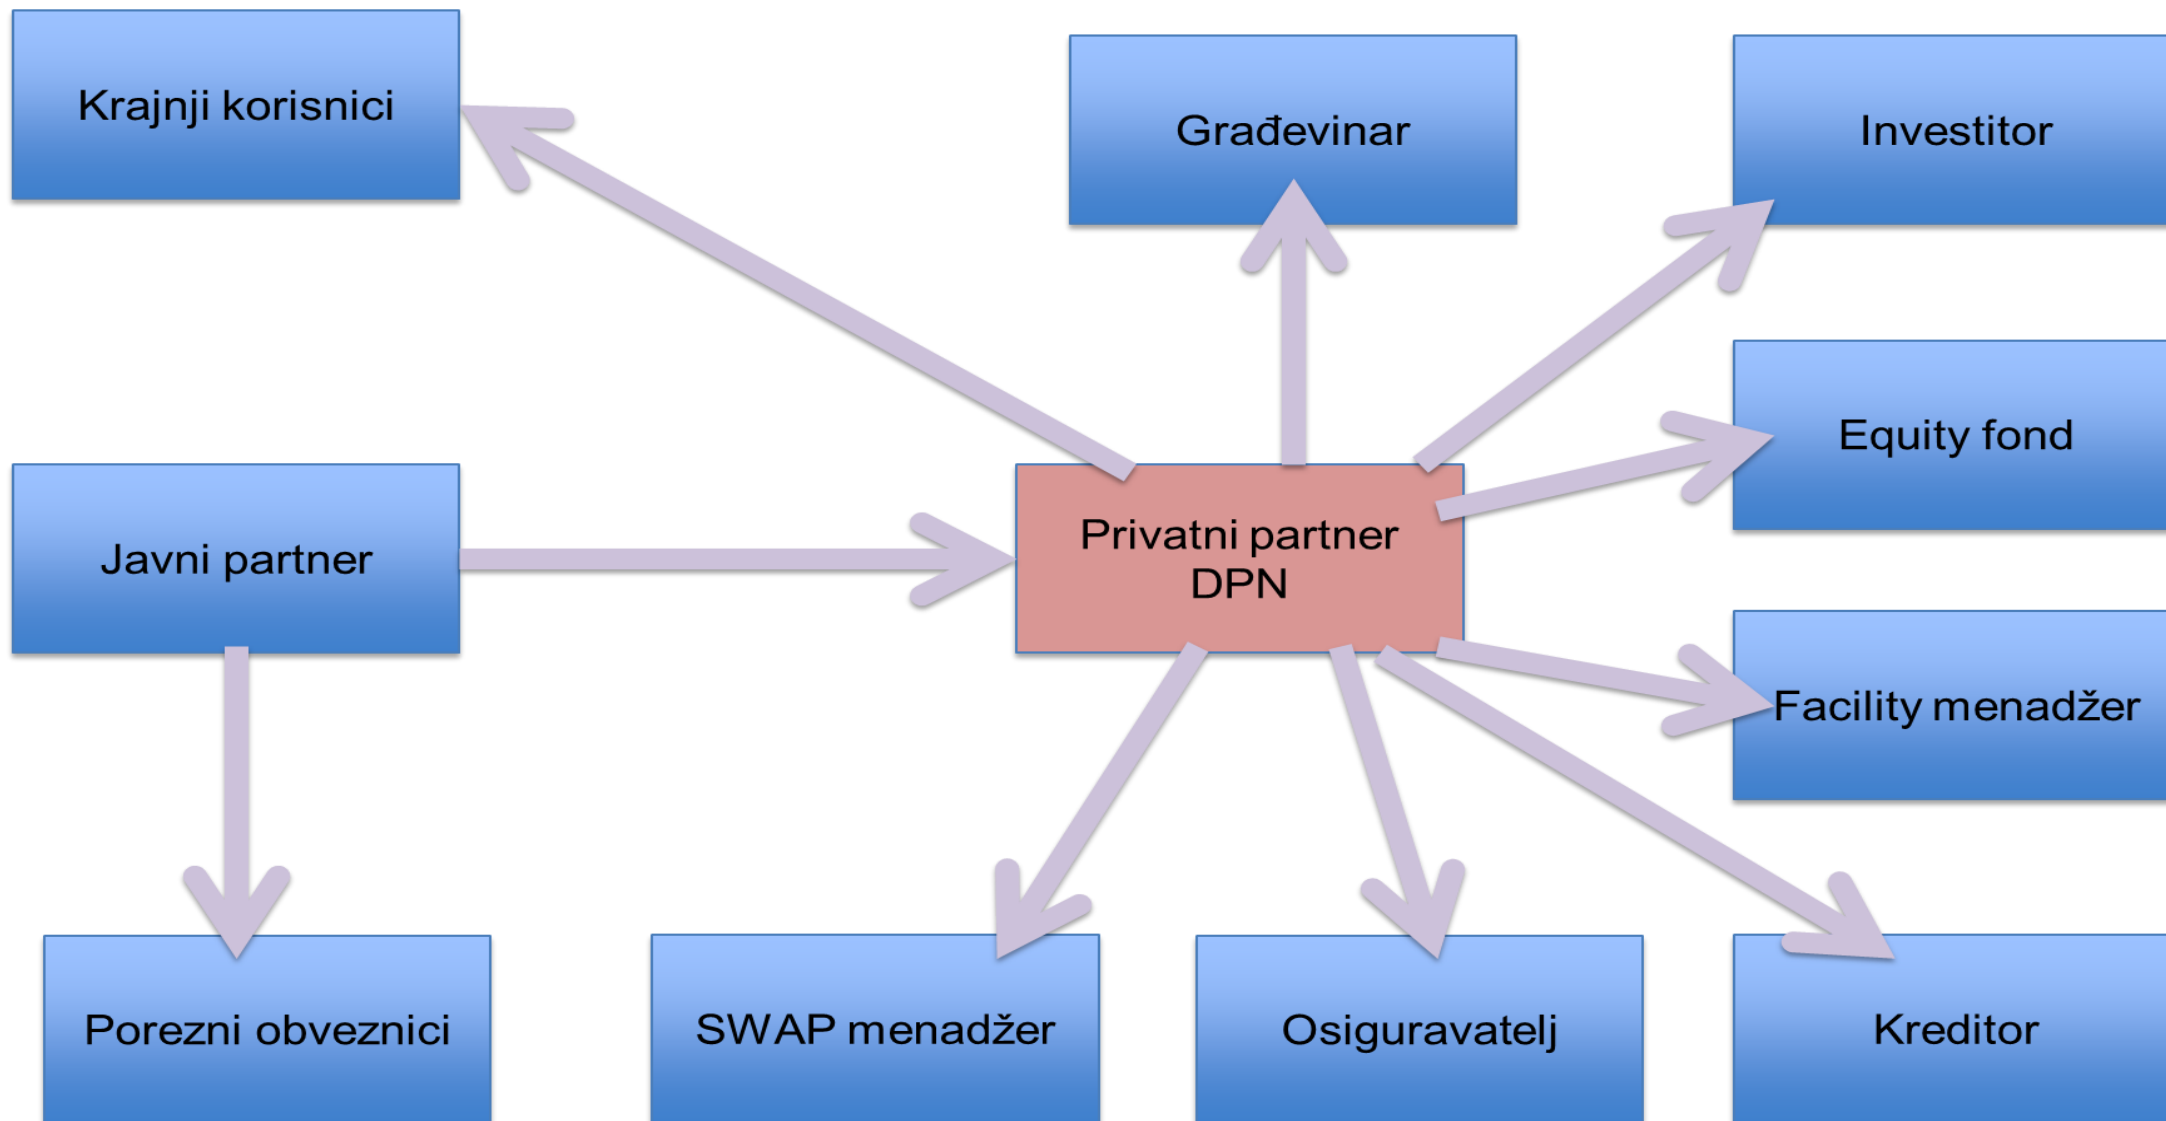 Krajnji korisnici
Građevinar
Investitor
Equity fond
Javni partner
Privatni partner
DPN
Facility menadžer
Porezni obveznici
SWAP menadžer
Osiguravatelj
Kreditor